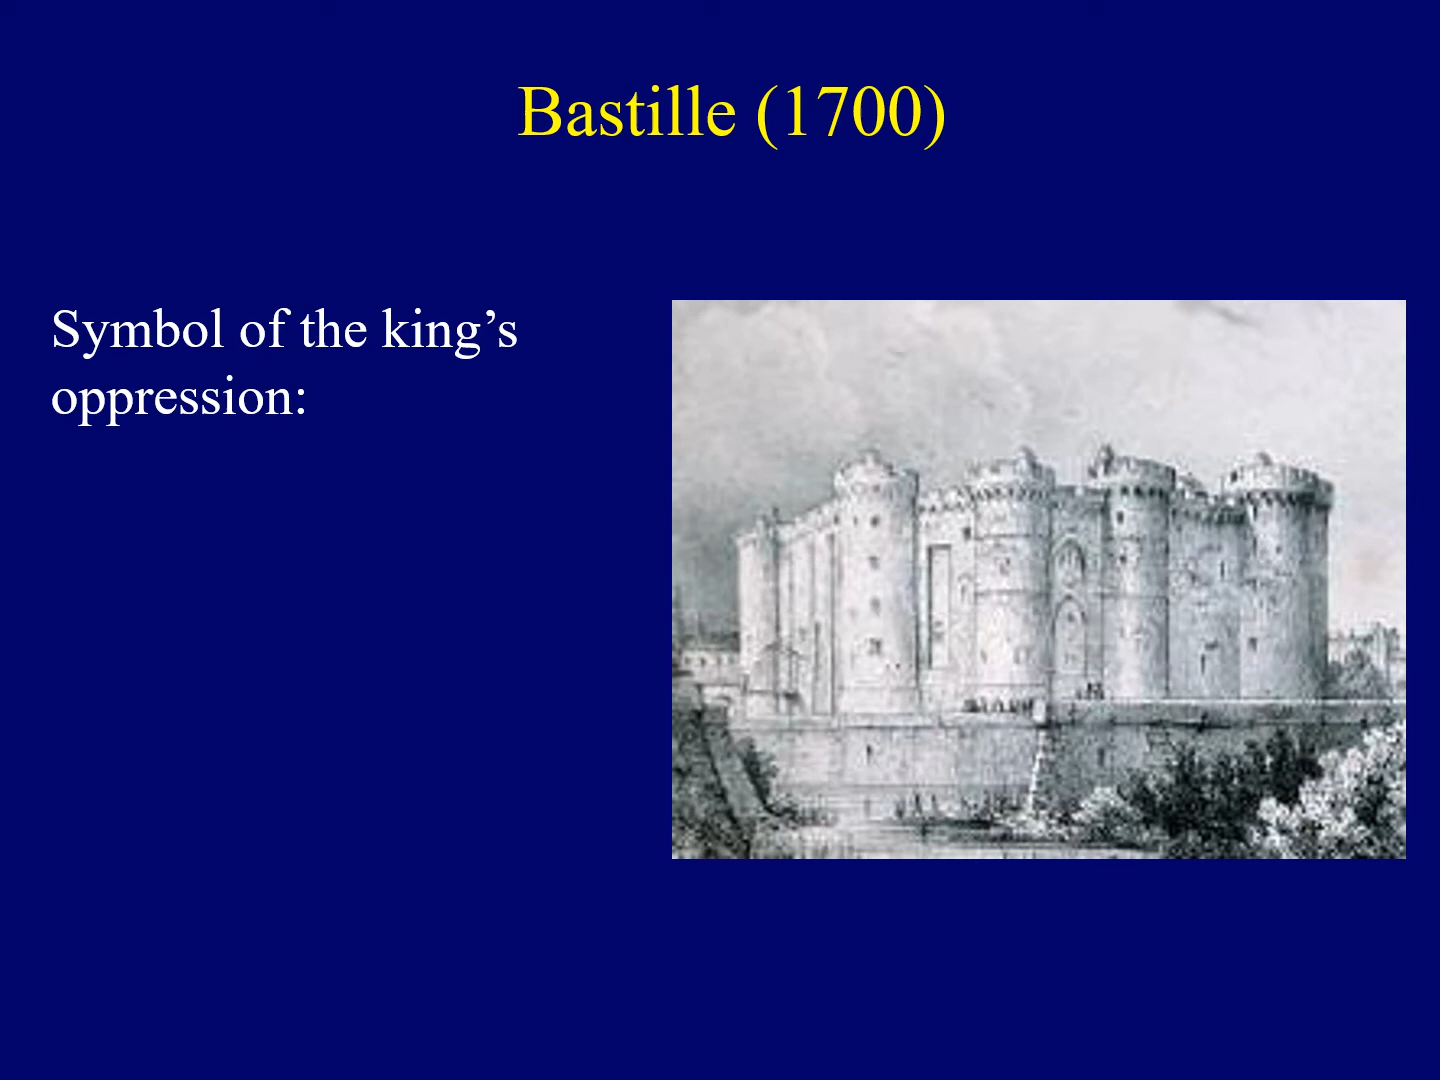 Bastille (1700)
Symbol of the king’s
oppression: